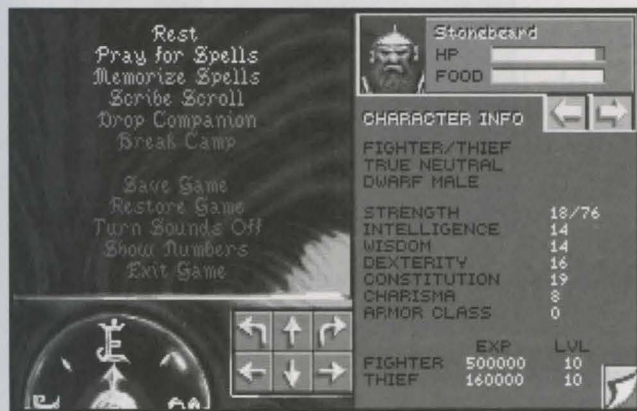 Rest
Pray for Spells
Memorize Spells
Scribe Scroll
Drop Companion
Break Camp
Save Game
Restore Game
Turn Sounds Off
Show Numbers
Exit Game
E
Stonebeard
HP
FOOD
CHARACTER INFO
FIGHTER/THIEF
TRUE NEUTRAL
DWARF MALE
STRENGTH 18/76
INTELLIGENCE 14
WISDOM 14
DEXTERITY 16
CONSTITUTION 19
CHARISMA 8
ARMOR CLASS 0
EXP LVL
FIGHTER 500000 10
THIEF 160000 10